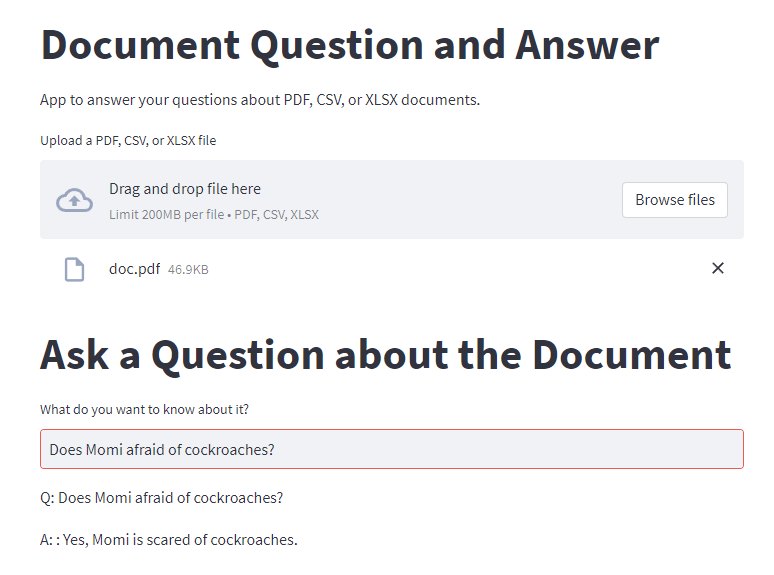 Document Question and Answer
App to answer your questions about PDF, CSV, or XLSX documents.
Upload a PDF, CSV, or XLSX file
Drag and drop file here
Limit 200MB per file • PDF, CSV, XLSX
Browse files
doc.pdf 46.9KB
Ask a Question about the Document
What do you want to know about it?
Does Momi afraid of cockroaches?
Q: Does Momi afraid of cockroaches?
A: : Yes, Momi is scared of cockroaches.